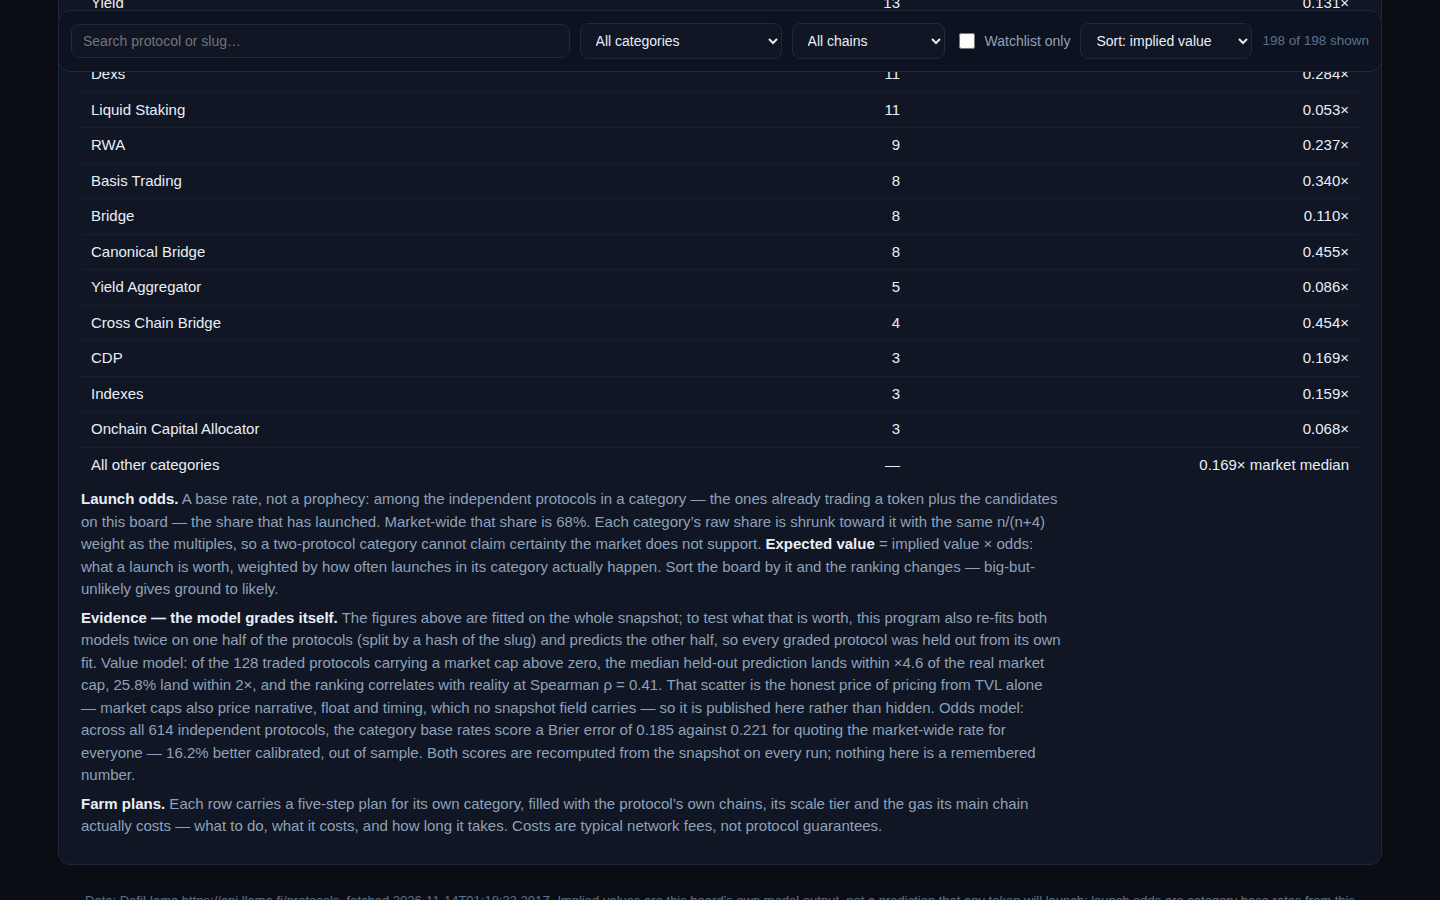 Yield 13 0.131×
Search protocol or slug… All categories All chains Watchlist only Sort: implied value 198 of 198 shown
Dexs 11 0.284×
Liquid Staking 11 0.053×
RWA 9 0.237×
Basis Trading 8 0.340×
Bridge 8 0.110×
Canonical Bridge 8 0.455×
Yield Aggregator 5 0.086×
Cross Chain Bridge 4 0.454×
CDP 3 0.169×
Indexes 3 0.159×
Onchain Capital Allocator 3 0.068×
All other categories — 0.169× market median
Launch odds. A base rate, not a prophecy: among the independent protocols in a category — the ones already trading a token plus the candidates
on this board — the share that has launched. Market-wide that share is 68%. Each category’s raw share is shrunk toward it with the same n/(n+4)
weight as the multiples, so a two-protocol category cannot claim certainty the market does not support. Expected value = implied value × odds:
what a launch is worth, weighted by how often launches in its category actually happen. Sort the board by it and the ranking changes — big-but-
unlikely gives ground to likely.
Evidence — the model grades itself. The figures above are fitted on the whole snapshot; to test what that is worth, this program also re-fits both
models twice on one half of the protocols (split by a hash of the slug) and predicts the other half, so every graded protocol was held out from its own
fit. Value model: of the 128 traded protocols carrying a market cap above zero, the median held-out prediction lands within ×4.6 of the real market
cap, 25.8% land within 2×, and the ranking correlates with reality at Spearman ρ = 0.41. That scatter is the honest price of pricing from TVL alone
— market caps also price narrative, float and timing, which no snapshot field carries — so it is published here rather than hidden. Odds model:
across all 614 independent protocols, the category base rates score a Brier error of 0.185 against 0.221 for quoting the market-wide rate for
everyone — 16.2% better calibrated, out of sample. Both scores are recomputed from the snapshot on every run; nothing here is a remembered
number.
Farm plans. Each row carries a five-step plan for its own category, filled with the protocol’s own chains, its scale tier and the gas its main chain
actually costs — what to do, what it costs, and how long it takes. Costs are typical network fees, not protocol guarantees.